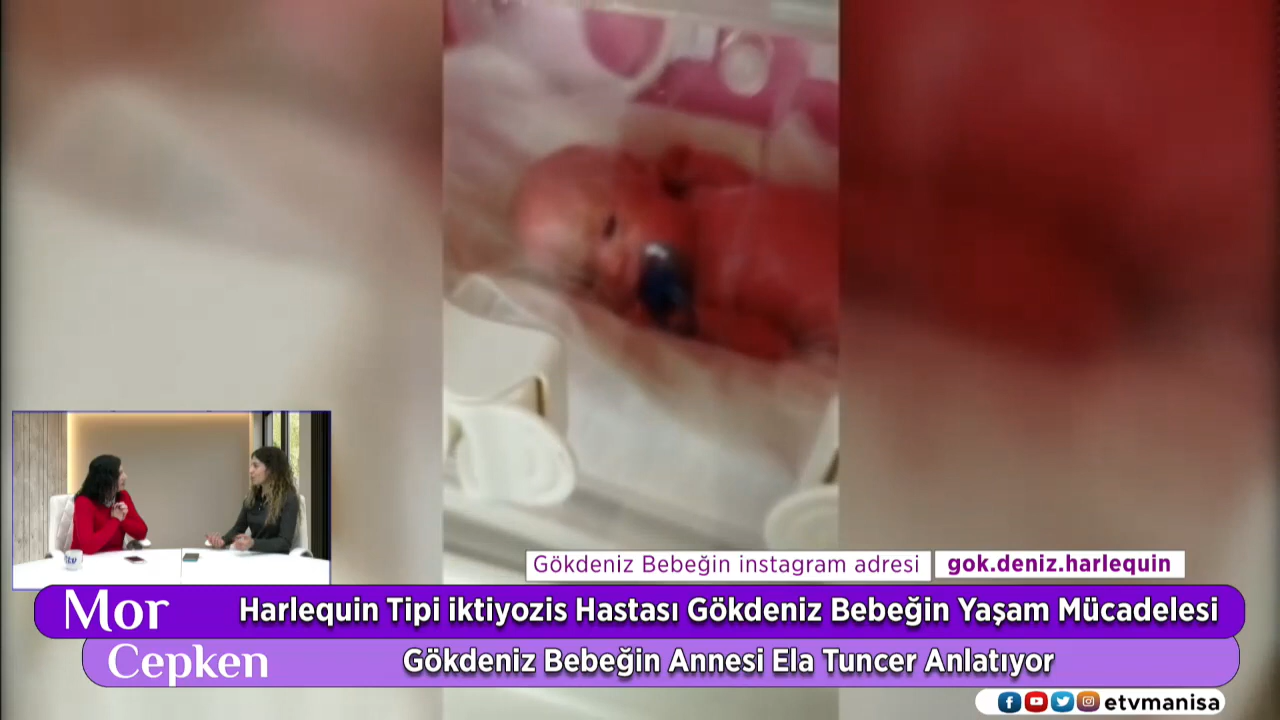 Gökdeniz Bebeğin instagram adresi gok.deniz.harlequin
Mor
Harlequin Tipi iktiyozis Hastası Gökdeniz Bebeğin Yaşam Mücadelesi
Cepken
Gökdeniz Bebeğin Annesi Ela Tuncer Anlatıyor
etvmanisa